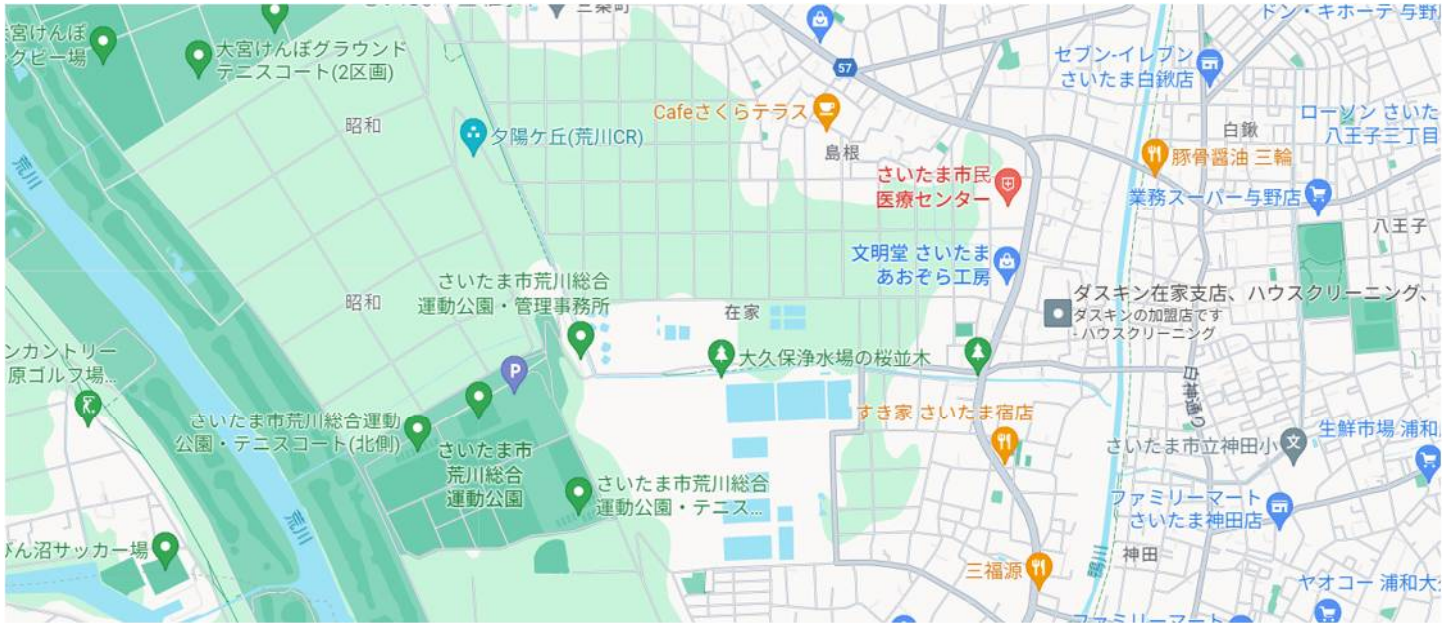 宮けんぽ
グビー場
大宮けんぽグラウンド
テニスコート(2区画)
三条町
57
ドン・キホーテ 与野
セブン-イレブン
さいたま白鍬店
Cafeさくらテラス
昭和
夕陽ケ丘(荒川CR)
島根
白鍬
ローソン さいた
八王子三丁目
豚骨醤油 三輪
荒川
さいたま市民
医療センター
業務スーパー与野店
八王子
文明堂 さいたま
あおぞら工房
さいたま市荒川総合
運動公園・管理事務所
昭和
在家
ダスキン在家支店、ハウスクリーニング、
ダスキンの加盟店です
- ハウスクリーニング
ンカントリー
原ゴルフ場...
P
大久保浄水場の桜並木
白神通り
さいたま市荒川総合運動
公園・テニスコート(北側)
さいたま市
荒川総合
運動公園
すき家 さいたま宿店
さいたま市立神田小
文
生鮮市場 浦和
さいたま市荒川総合
運動公園・テニス...
ファミリーマート
さいたま神田店
荒川
びん沼サッカー場
三福源
鴨川
神田
ヤオコー 浦和大
ファミリーマート